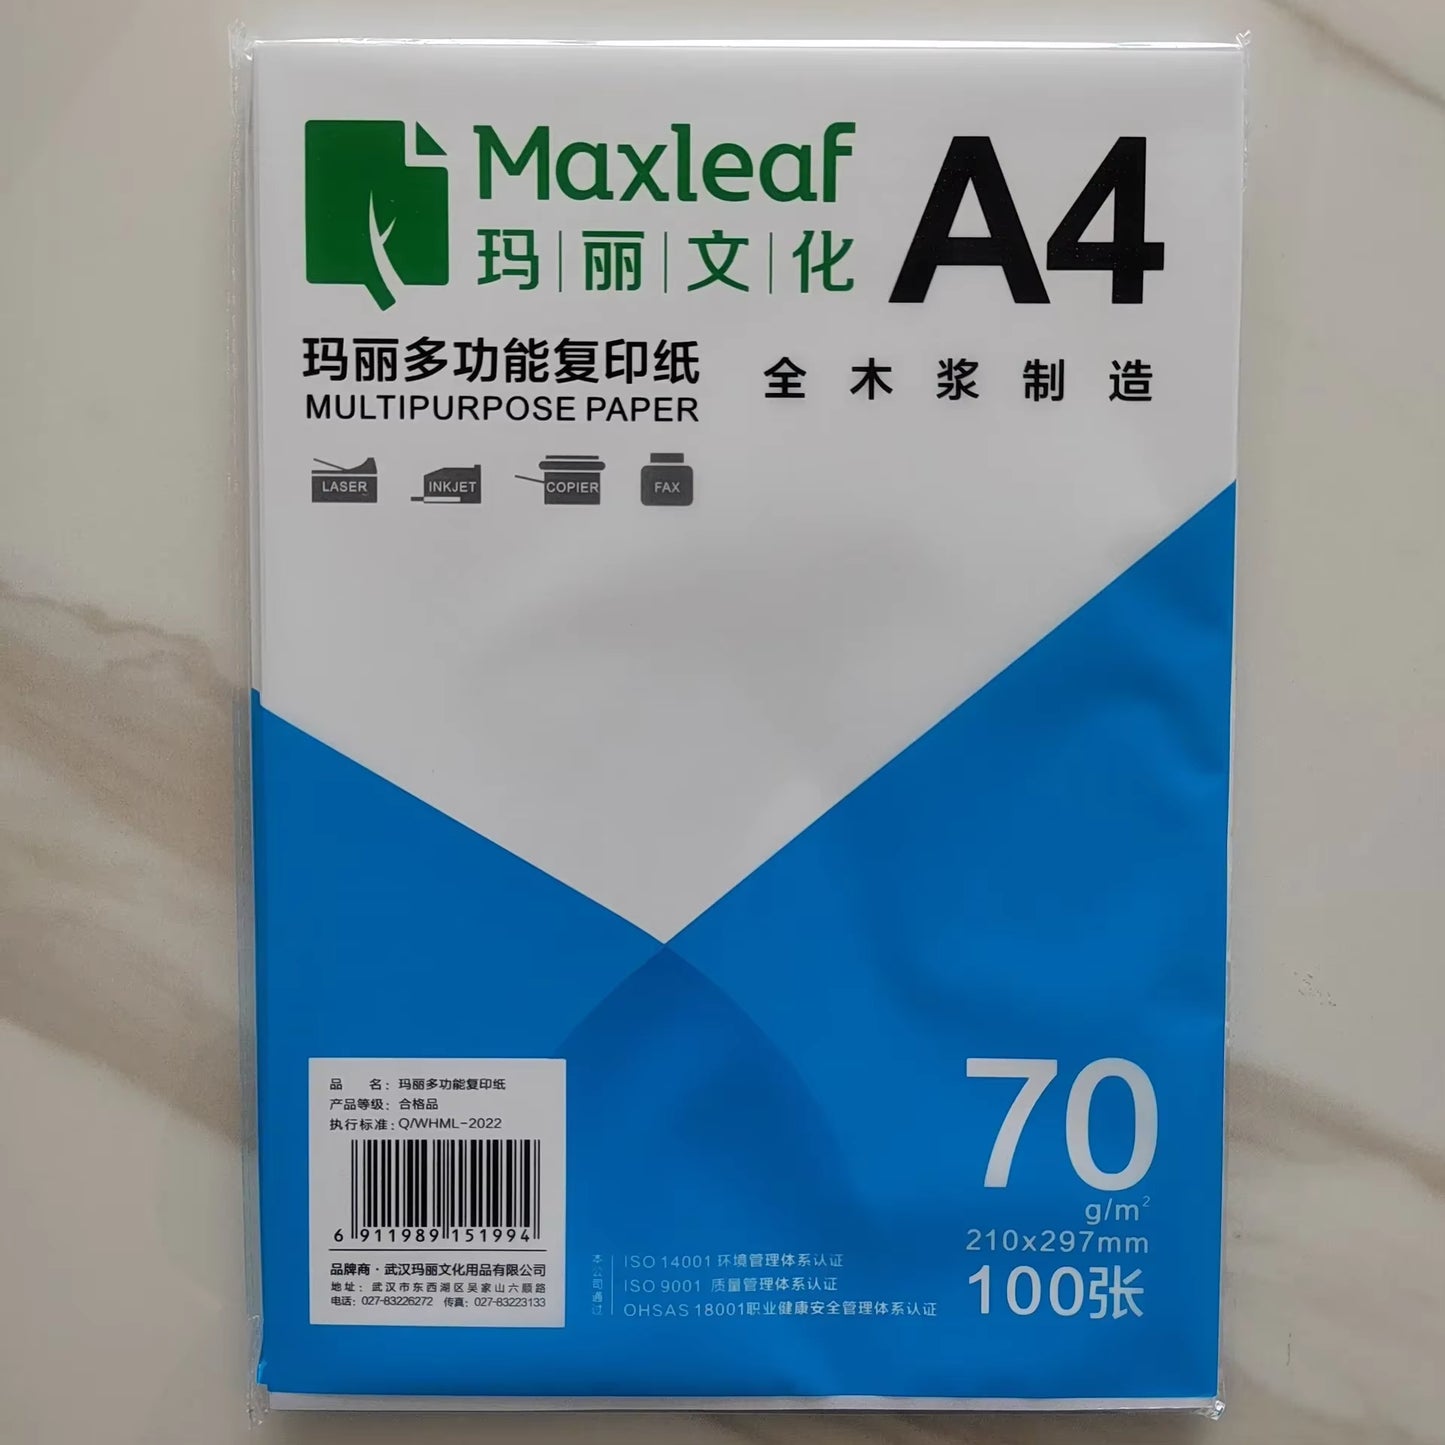 Maxleaf
玛丽文化
A4
玛丽多功能复印纸
MULTIPURPOSE PAPER
全木浆制造
LASER
INKJET
COPIER
FAX
品 名：玛丽多功能复印纸
产品等级：合格品
执行标准：Q/WHML-2022
6 911989 151994
品牌商·武汉玛丽文化用品有限公司
地址：武汉市东西湖区吴家山六顺路
电话：027-83226272 传真：027-83223133
本公司通过
ISO 14001 环境管理体系认证
ISO 9001 质量管理体系认证
OHSAS 18001职业健康安全管理体系认证
70
g/m²
210x297mm
100张